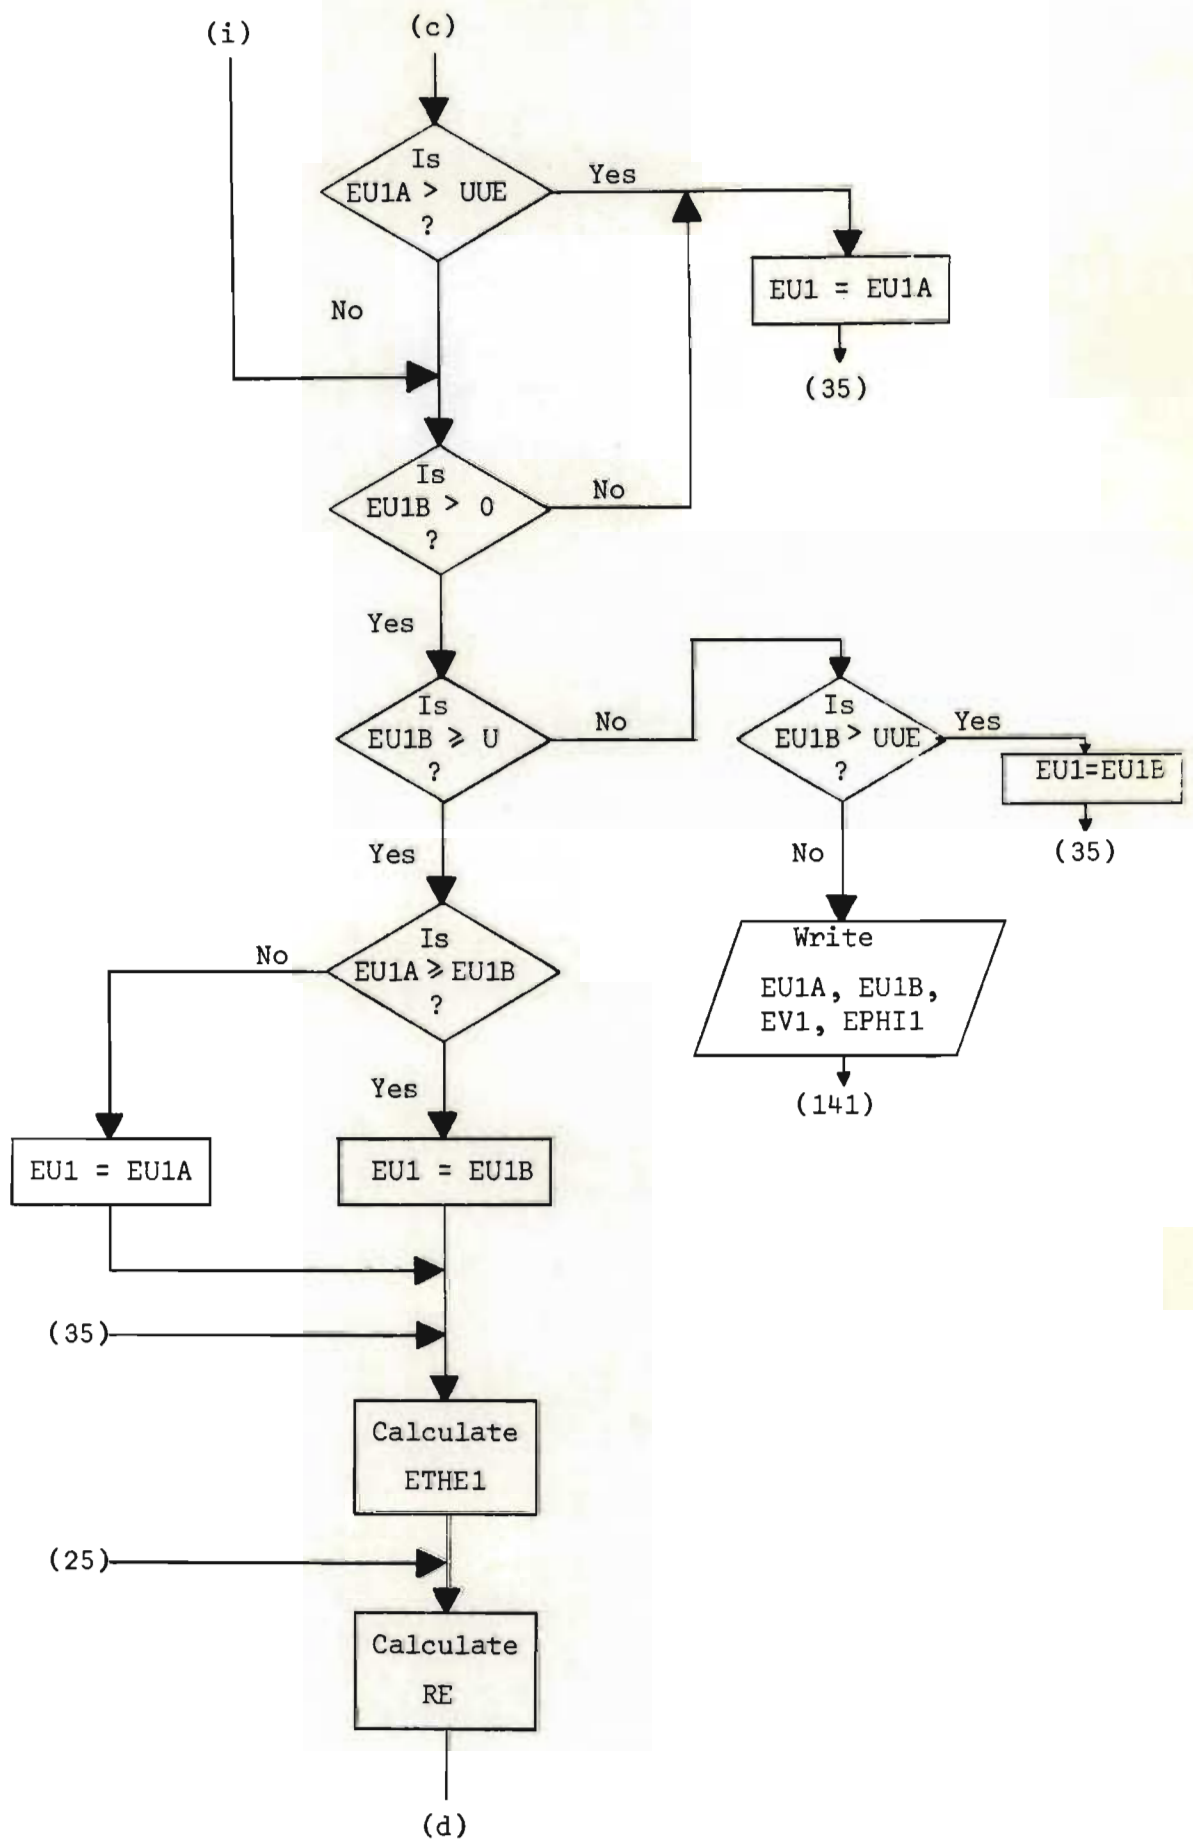 (i)
(c)
Is
EU1A > UUE
?
Yes
No
EU1 = EU1A
(35)
Is
EU1B > 0
?
No
Yes
Is
EU1B ⩾ U
?
No
Is
EU1B > UUE
?
Yes
EU1=EU1B
(35)
Yes
No
Is
EU1A ⩾ EU1B
?
No
Write
EU1A, EU1B,
EV1, EPHI1
(141)
Yes
EU1 = EU1A
EU1 = EU1B
(35)
Calculate
ETHE1
(25)
Calculate
RE
(d)